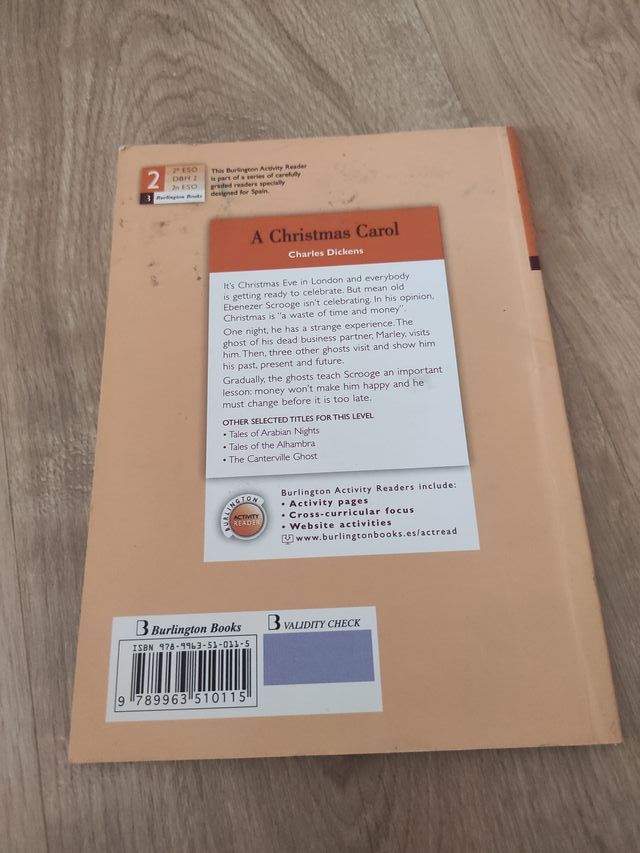 2
2º ESO
DBH 2
2n ESO
Burlington Books
This Burlington Activity Reader
is part of a series of carefully
graded readers specially
designed for Spain.
A Christmas Carol
Charles Dickens
It's Christmas Eve in London and everybody
is getting ready to celebrate. But mean old
Ebenezer Scrooge isn't celebrating. In his opinion,
Christmas is "a waste of time and money".
One night, he has a strange experience. The
ghost of his dead business partner, Marley, visits
him. Then, three other ghosts visit and show him
his past, present and future.
Gradually, the ghosts teach Scrooge an important
lesson: money won't make him happy and he
must change before it is too late.
OTHER SELECTED TITLES FOR THIS LEVEL
• Tales of Arabian Nights
• Tales of the Alhambra
• The Canterville Ghost
BURLINGTON
ACTIVITY
READER
Burlington Activity Readers include:
• Activity pages
• Cross-curricular focus
• Website activities
www.burlingtonbooks.es/actread
B Burlington Books
B VALIDITY CHECK
ISBN 978-9963-51-011-5
9 789963 510115